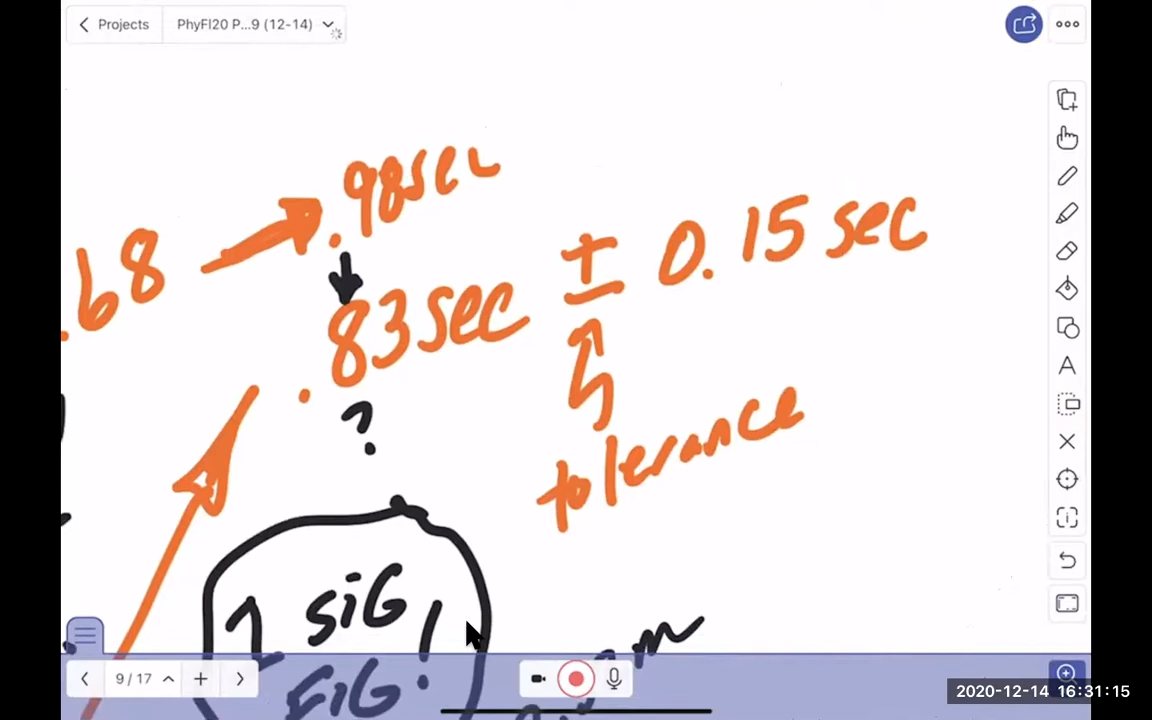 Projects
PhyFl20 P...9 (12-14)
.98sec
.68
.83sec ± 0.15 sec
?
tolerance
1 SIG
FIG!
m
9/17
2020-12-14 16:31:15